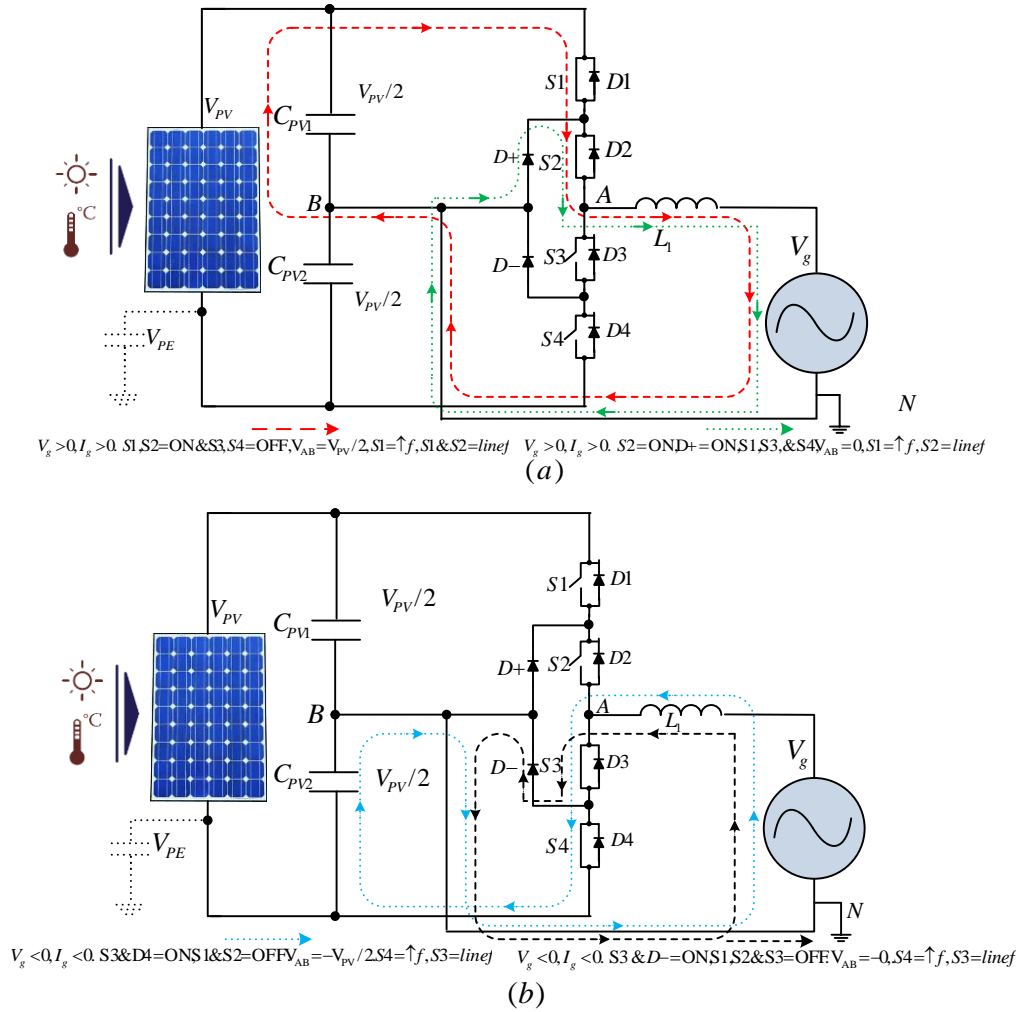 V_PV
C_PV1
V_PV/2
S1
D1
D2
D+
S2
°C
B
A
L_1
V_g
C_PV2
V_PV/2
D−
S3
D3
S4
D4
V_PE
N
V_g>0,I_g>0. S1,S2=ON&S3,S4=OFF,V_AB=V_PV/2,S1=↑f,S1&S2=linef
V_g>0,I_g>0. S2=ON,D+=ON,S1,S3,&S4,V_AB=0,S1=↑f,S2=linef
(a)
V_PV
C_PV1
V_PV/2
S1
D1
D+
S2
D2
°C
B
A
L_1
V_g
C_PV2
V_PV/2
D−
S3
D3
S4
D4
V_PE
N
V_g<0,I_g<0. S3&D4=ON,S1&S2=OFF,V_AB=−V_PV/2,S4=↑f,S3=linef
V_g<0,I_g<0. S3&D−=ON,S1,S2&S3=OFF,V_AB=−0,.S4=↑f,S3=linef
(b)